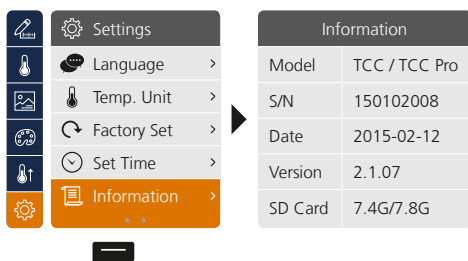 Settings
Language
Temp. Unit
Factory Set
Set Time
Information
Information
Model TCC / TCC Pro
S/N 150102008
Date 2015-02-12
Version 2.1.07
SD Card 7.4G/7.8G